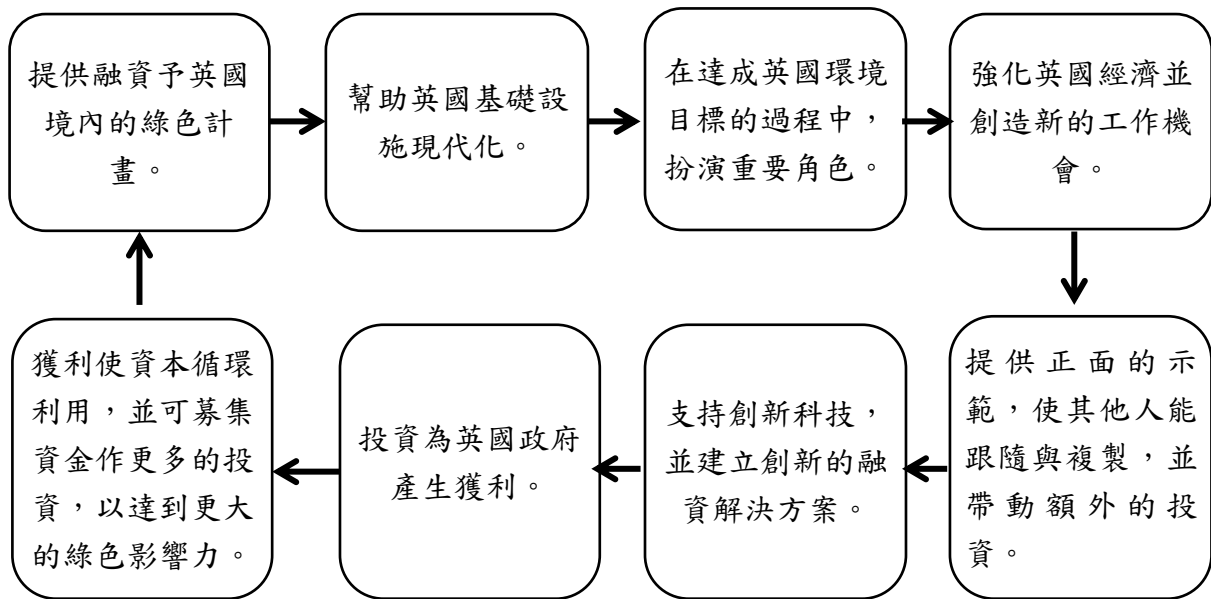 提供融資予英國
境內的綠色計
畫。
幫助英國基礎設
施現代化。
在達成英國環境
目標的過程中，
扮演重要角色。
強化英國經濟並
創造新的工作機
會。
提供正面的示
範，使其他人能
跟隨與複製，並
帶動額外的投
資。
支持創新科技，
並建立創新的融
資解決方案。
投資為英國政府
產生獲利。
獲利使資本循環
利用，並可募集
資金作更多的投
資，以達到更大
的綠色影響力。